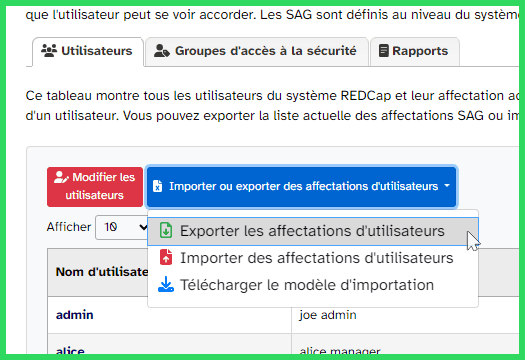 que l'utilisateur peut se voir accorder. Les SAG sont définis au niveau du système
Utilisateurs
Groupes d'accès à la sécurité
Rapports
Ce tableau montre tous les utilisateurs du système REDCap et leur affectation
d'un utilisateur. Vous pouvez exporter la liste actuelle des affectations SAG ou
Modifier les
utilisateurs
Importer ou exporter des affectations d'utilisateurs
Afficher 10
Exporter les affectations d'utilisateurs
Importer des affectations d'utilisateurs
Télécharger le modèle d'importation
Nom d'utilisate
admin
joe admin
alice
alice manager